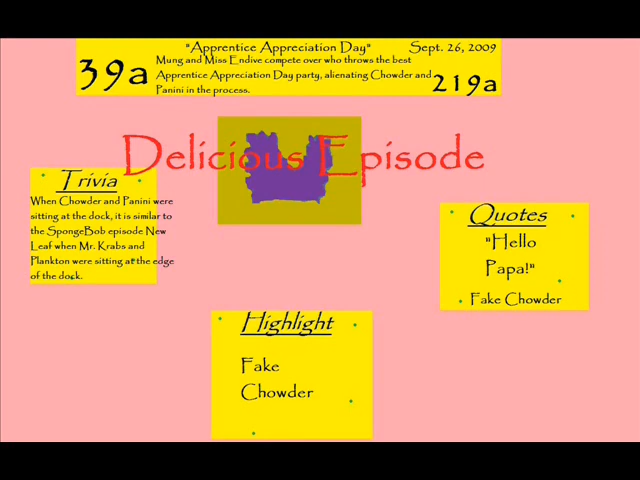 "Apprentice Appreciation Day" Sept. 26, 2009
39a
Mung and Miss Endive compete over who throws the best
Apprentice Appreciation Day party, alienating Chowder and
Panini in the process.
219a
Delicious Episode
Trivia
When Chowder and Panini were
sitting at the dock, it is similar to
the SpongeBob episode New
Leaf when Mr. Krabs and
Plankton were sitting at the edge
of the dock.
Quotes
"Hello
Papa!"
Fake Chowder
Highlight
Fake
Chowder